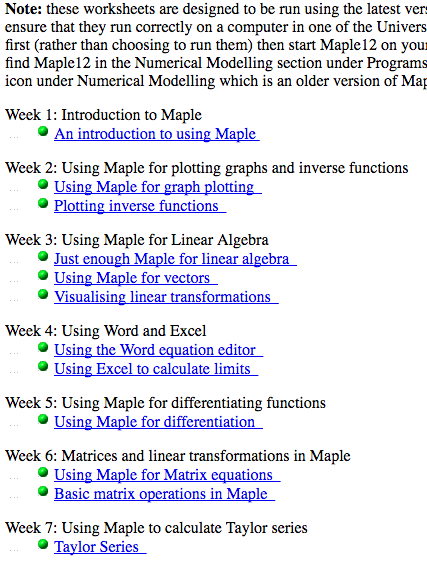 Note: these worksheets are designed to be run using the latest
ensure that they run correctly on a computer in one of the
first (rather than choosing to run them) then start Maple12 on
find Maple12 in the Numerical Modelling section under Programs
icon under Numerical Modelling which is an older version of
Week 1: Introduction to Maple
... An introduction to using Maple
Week 2: Using Maple for plotting graphs and inverse functions
... Using Maple for graph plotting
... Plotting inverse functions
Week 3: Using Maple for Linear Algebra
... Just enough Maple for linear algebra
... Using Maple for vectors
... Visualising linear transformations
Week 4: Using Word and Excel
... Using the Word equation editor
... Using Excel to calculate limits
Week 5: Using Maple for differentiating functions
... Using Maple for differentiation
Week 6: Matrices and linear transformations in Maple
... Using Maple for Matrix equations
... Basic matrix operations in Maple
Week 7: Using Maple to calculate Taylor series
... Taylor Series